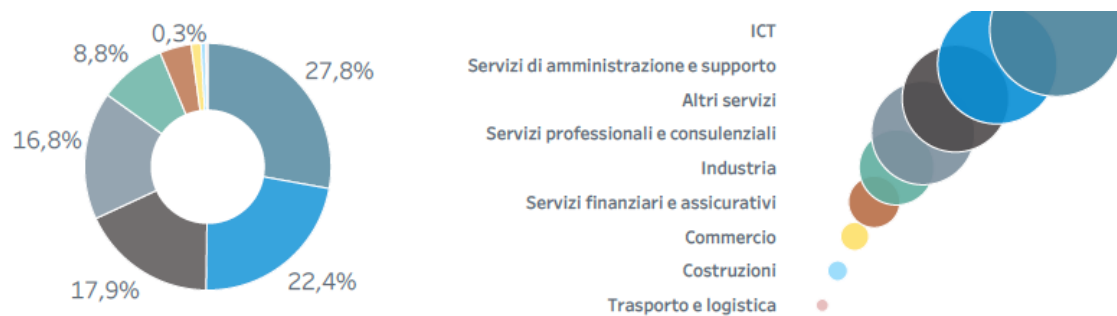 0,3%
8,8%
27,8%
16,8%
22,4%
17,9%
ICT
Servizi di amministrazione e supporto
Altri servizi
Servizi professionali e consulenziali
Industria
Servizi finanziari e assicurativi
Commercio
Costruzioni
Trasporto e logistica